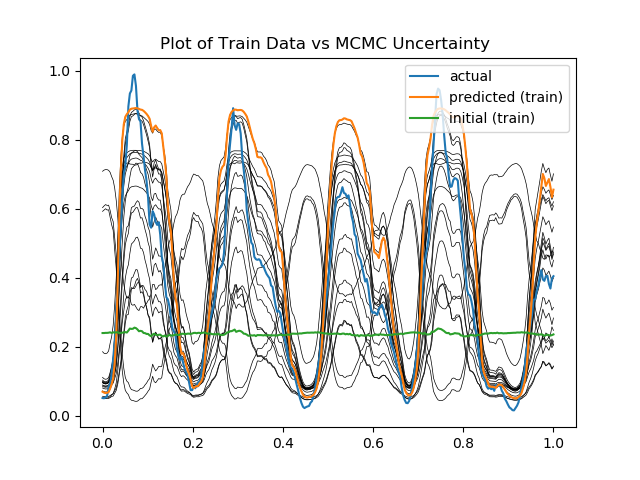 Plot of Train Data vs MCMC Uncertainty
1.0
0.8
0.6
0.4
0.2
0.0
actual
predicted (train)
initial (train)
0.0 0.2 0.4 0.6 0.8 1.0